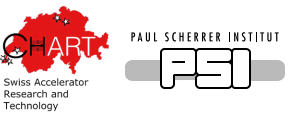 CHART
Swiss Accelerator
Research and
Technology
PAUL SCHERRER INSTITUT
PSI